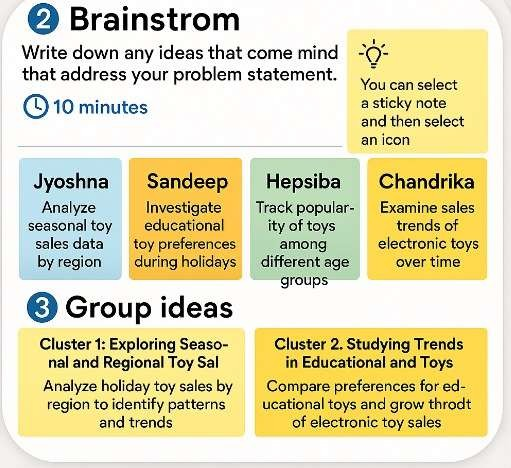 2 Brainstrom
Write down any ideas that come mind
that address your problem statement.
10 minutes
You can select
a sticky note
and then select
an icon
Jyoshna
Analyze
seasonal toy
sales data
by region
Sandeep
Investigate
educational
toy preferences
during holidays
Hepsiba
Track popular-
ity of toys
among
different age
groups
Chandrika
Examine sales
trends of
electronic toys
over time
3 Group ideas
Cluster 1: Exploring Seaso-
nal and Regional Toy Sal
Analyze holiday toy sales by
region to identify patterns
and trends
Cluster 2. Studying Trends
in Educational and Toys
Compare preferences for ed-
ucational toys and grow throdt
of electronic toy sales